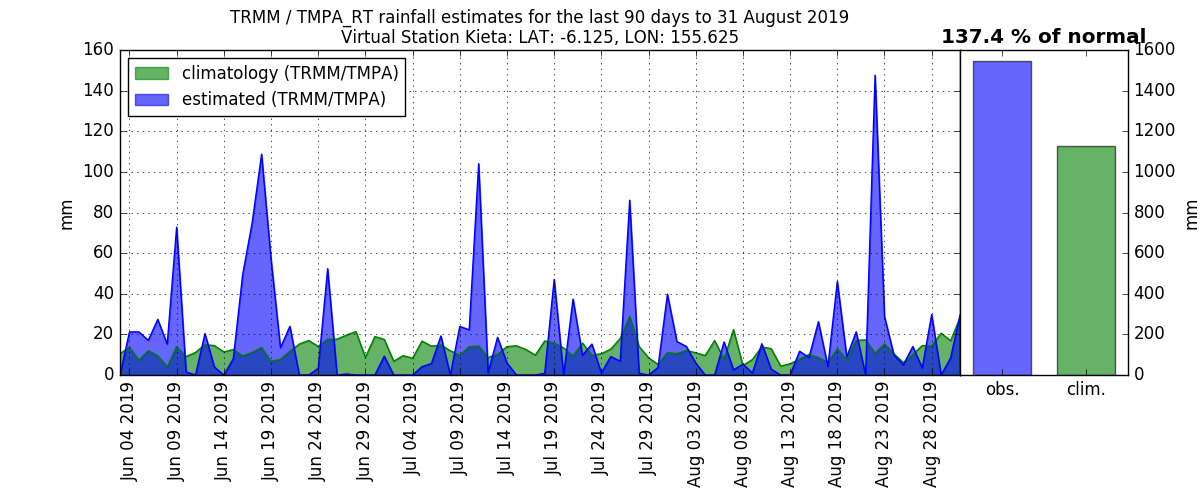 TRMM / TMPA_RT rainfall estimates for the last 90 days to 31 August 2019
Virtual Station Kieta: LAT: -6.125, LON: 155.625
137.4 % of normal
climatology (TRMM/TMPA)
estimated (TRMM/TMPA)
160
140
120
100
80
60
40
20
0
mm
1600
1400
1200
1000
800
600
400
200
0
mm
Jun 04 2019
Jun 09 2019
Jun 14 2019
Jun 19 2019
Jun 24 2019
Jun 29 2019
Jul 04 2019
Jul 09 2019
Jul 14 2019
Jul 19 2019
Jul 24 2019
Jul 29 2019
Aug 03 2019
Aug 08 2019
Aug 13 2019
Aug 18 2019
Aug 23 2019
Aug 28 2019
obs.
clim.